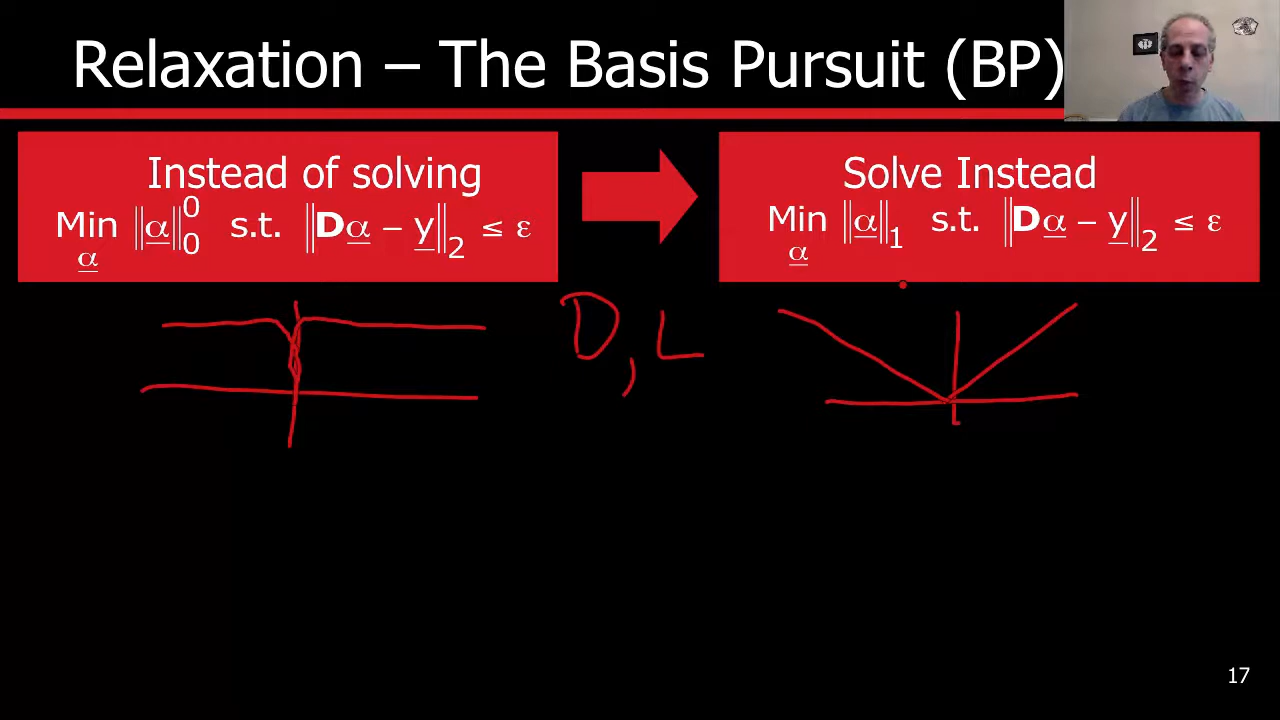 Relaxation – The Basis Pursuit (BP)
Instead of solving
Min ‖α‖₀⁰ s.t. ‖Dα − y‖₂ ≤ ε
α
Solve Instead
Min ‖α‖₁ s.t. ‖Dα − y‖₂ ≤ ε
α
D, L
17